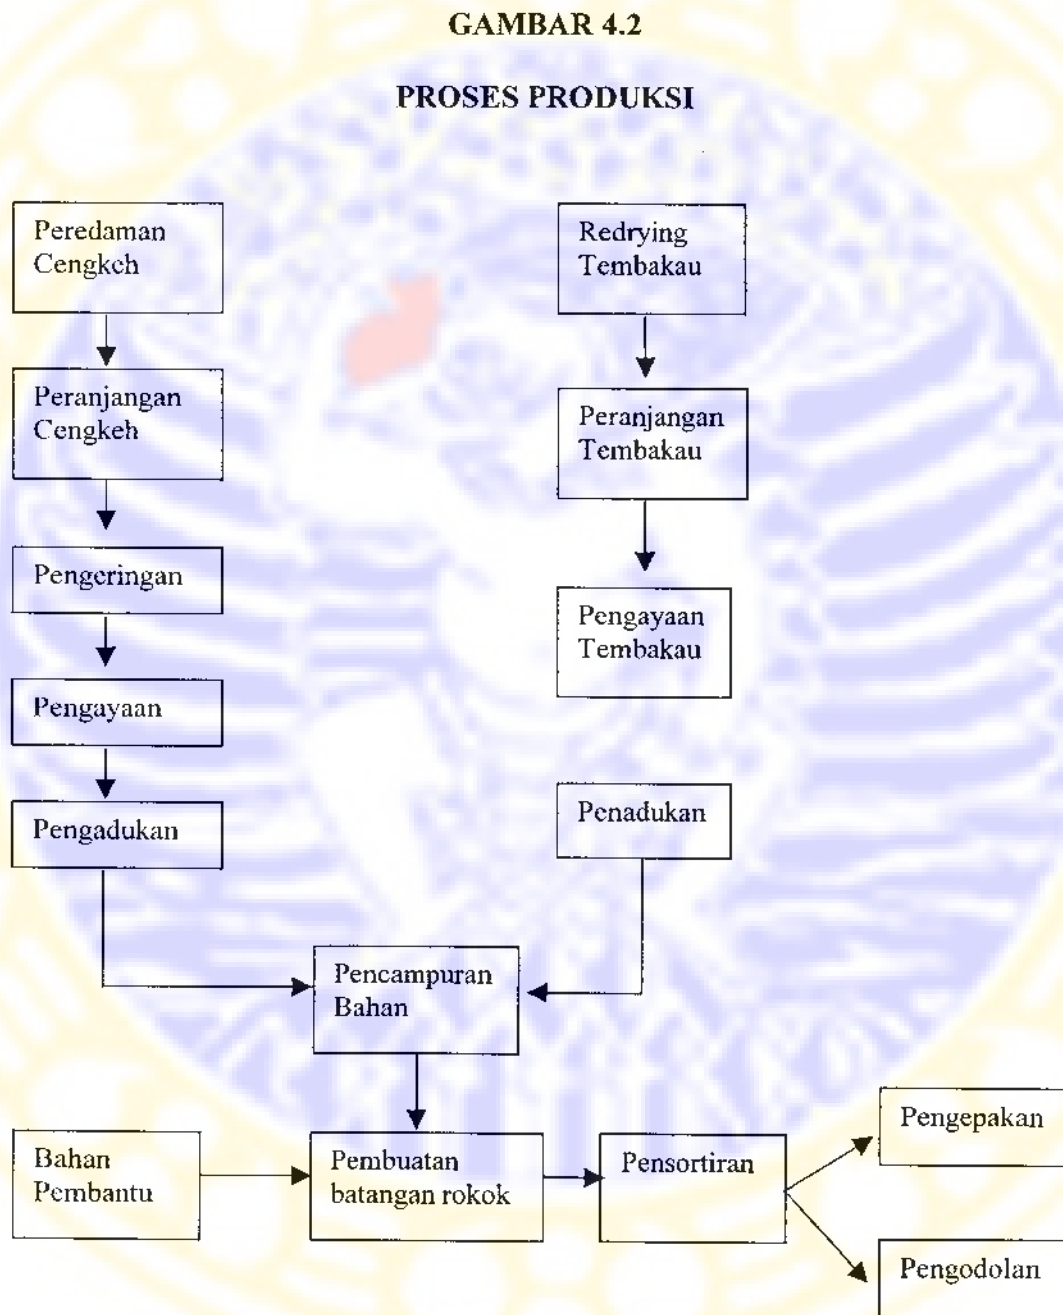 GAMBAR 4.2
PROSES PRODUKSI
Peredaman
Cengkeh
Peranjangan
Cengkeh
Pengeringan
Pengayaan
Pengadukan
Redrying
Tembakau
Peranjangan
Tembakau
Pengayaan
Tembakau
Penadukan
Pencampuran
Bahan
Bahan
Pembantu
Pembuatan
batangan rokok
Pensortiran
Pengepakan
Pengodolan